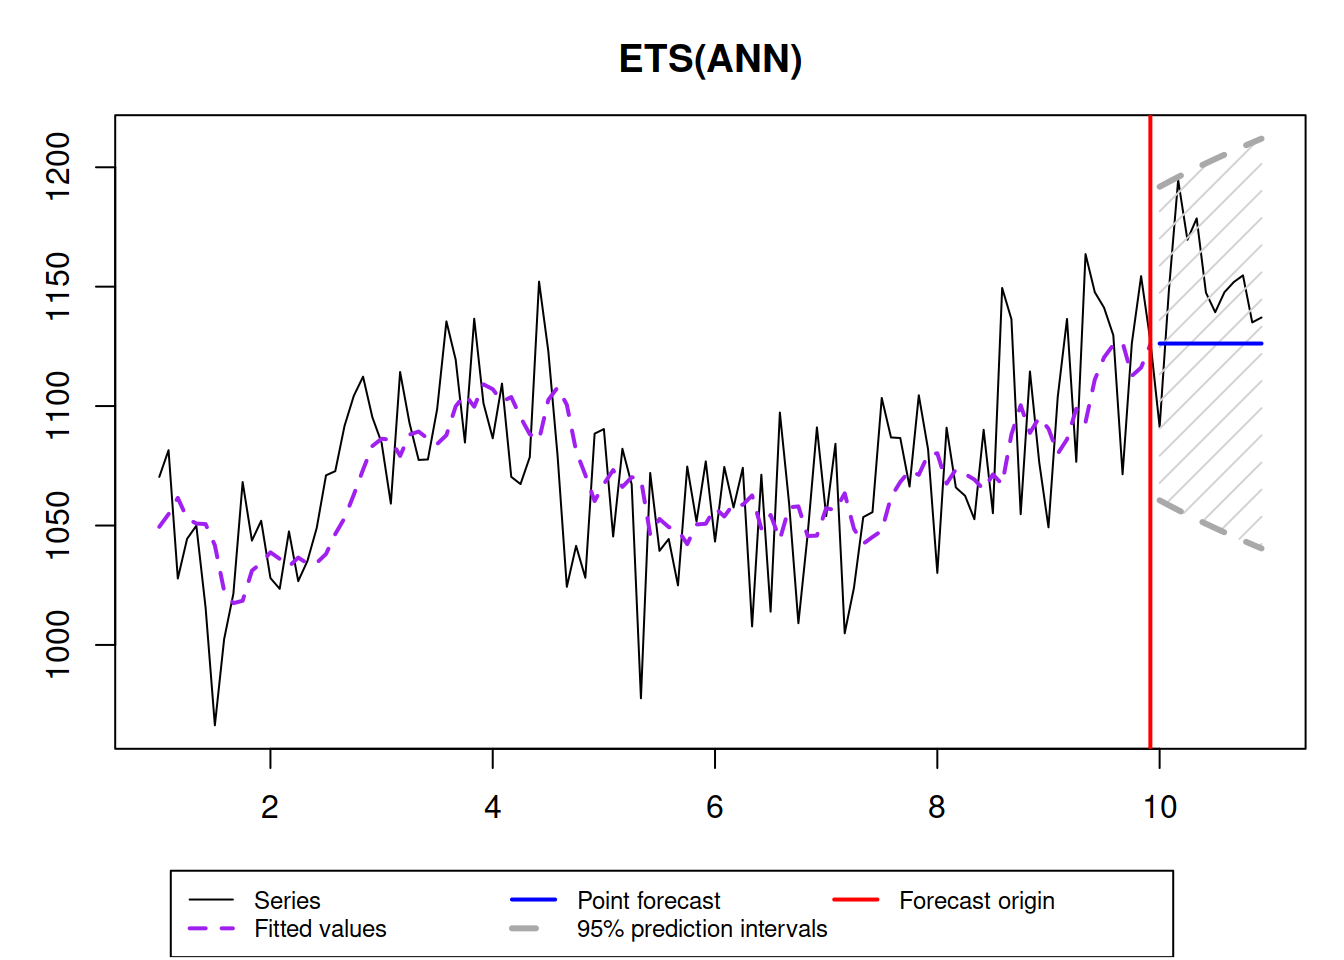 ETS(ANN)
1200
1150
1100
1050
1000
2 4 6 8 10
Series Point forecast Forecast origin
Fitted values 95% prediction intervals